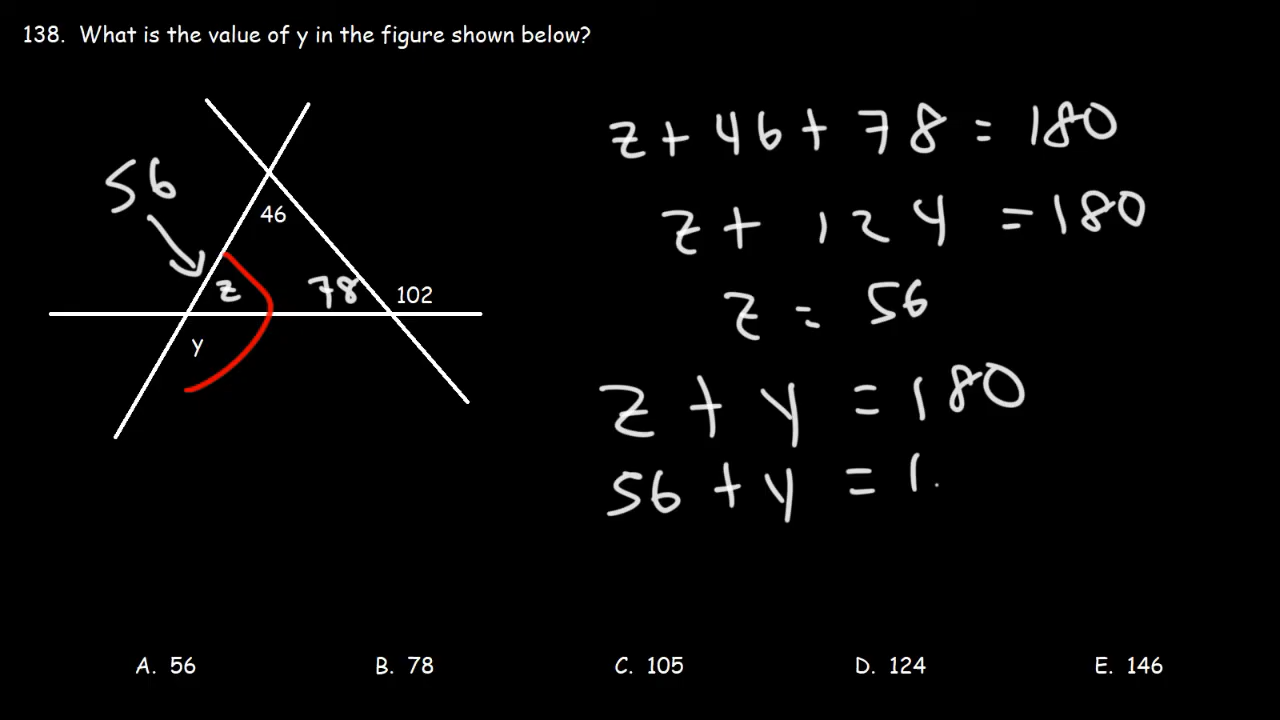 138. What is the value of y in the figure shown below?
z + 46 + 78 = 180
56
z + 124 = 180
46
z 78 102
z = 56
y
z + y = 180
56 + y = 1.
A. 56 B. 78 C. 105 D. 124 E. 146